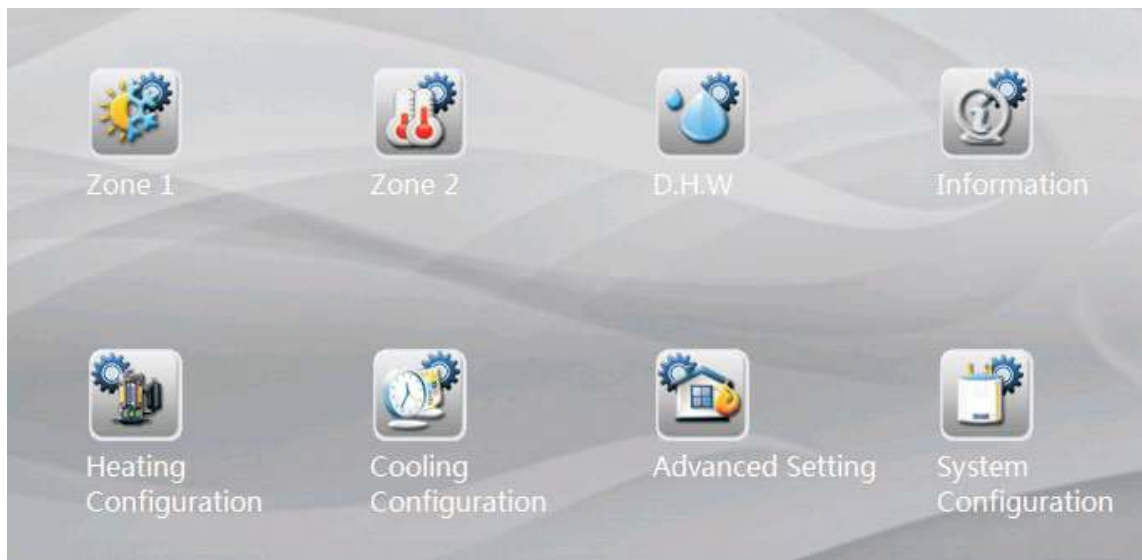 Zone 1
Zone 2
D.H.W
Information
Heating
Configuration
Cooling
Configuration
Advanced Setting
System
Configuration